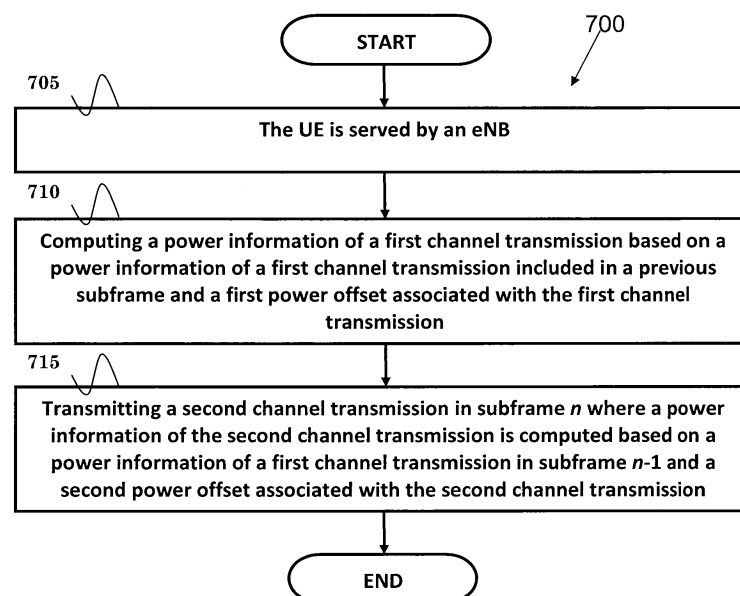 START
700
705
The UE is served by an eNB
710
Computing a power information of a first channel transmission based on a
power information of a first channel transmission included in a previous
subframe and a first power offset associated with the first channel
transmission
715
Transmitting a second channel transmission in subframe n where a power
information of the second channel transmission is computed based on a
power information of a first channel transmission in subframe n-1 and a
second power offset associated with the second channel transmission
END